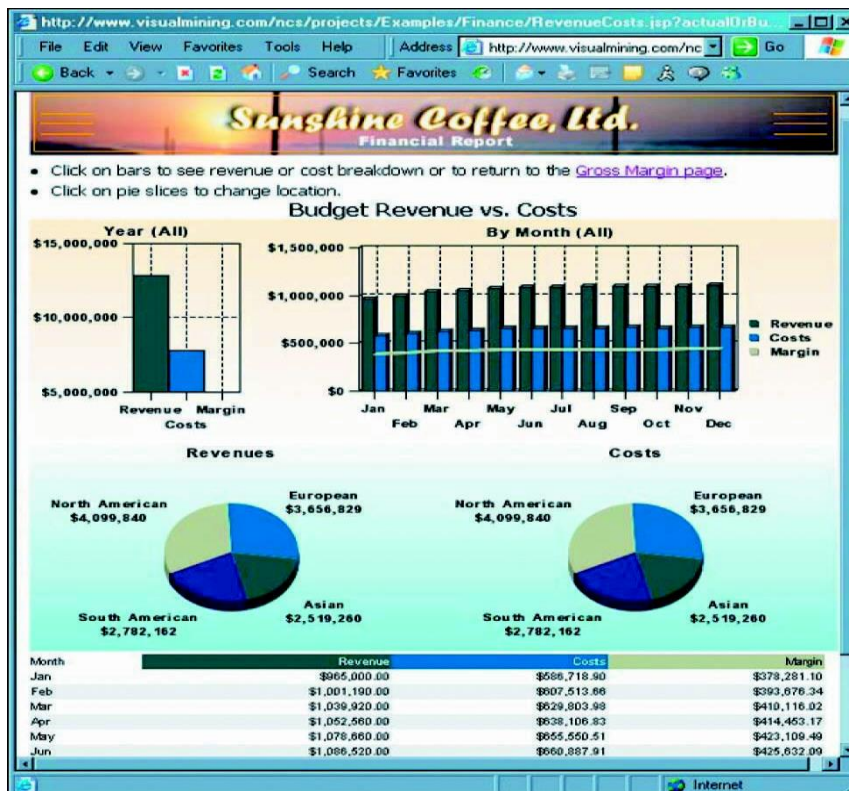 http://www.visualmining.com/ncs/projects/Examples/Finance/RevenueCosts.jsp?actualOrBu...
File Edit View Favorites Tools Help Address http://www.visualmining.com/nc Go
Back Search Favorites
Sunshine Coffee, Ltd.
Financial Report
• Click on bars to see revenue or cost breakdown or to return to the Gross Margin page.
• Click on pie slices to change location.
Budget Revenue vs. Costs
Year (All)
$15,000,000
$10,000,000
$5,000,000
Revenue Margin
Costs
By Month (All)
$1,500,000
$1,000,000
$500,000
$0
Jan Mar May Jul Sep Nov
Feb Apr Jun Aug Oct Dec
Revenue
Costs
Margin
Revenues
North American
$4,099,840
European
$3,656,829
South American
$2,782,162
Asian
$2,519,260
Costs
North American
$4,099,840
European
$3,656,829
South American
$2,782,162
Asian
$2,519,260
Month Revenue Costs Margin
Jan $965,000.00 $586,718.90 $378,281.10
Feb $1,001,190.00 $607,513.66 $393,676.34
Mar $1,039,920.00 $629,803.98 $410,116.02
Apr $1,052,560.00 $638,106.83 $414,453.17
May $1,078,660.00 $655,550.51 $423,109.49
Jun $1,086,520.00 $660,887.91 $425,632.09
Internet